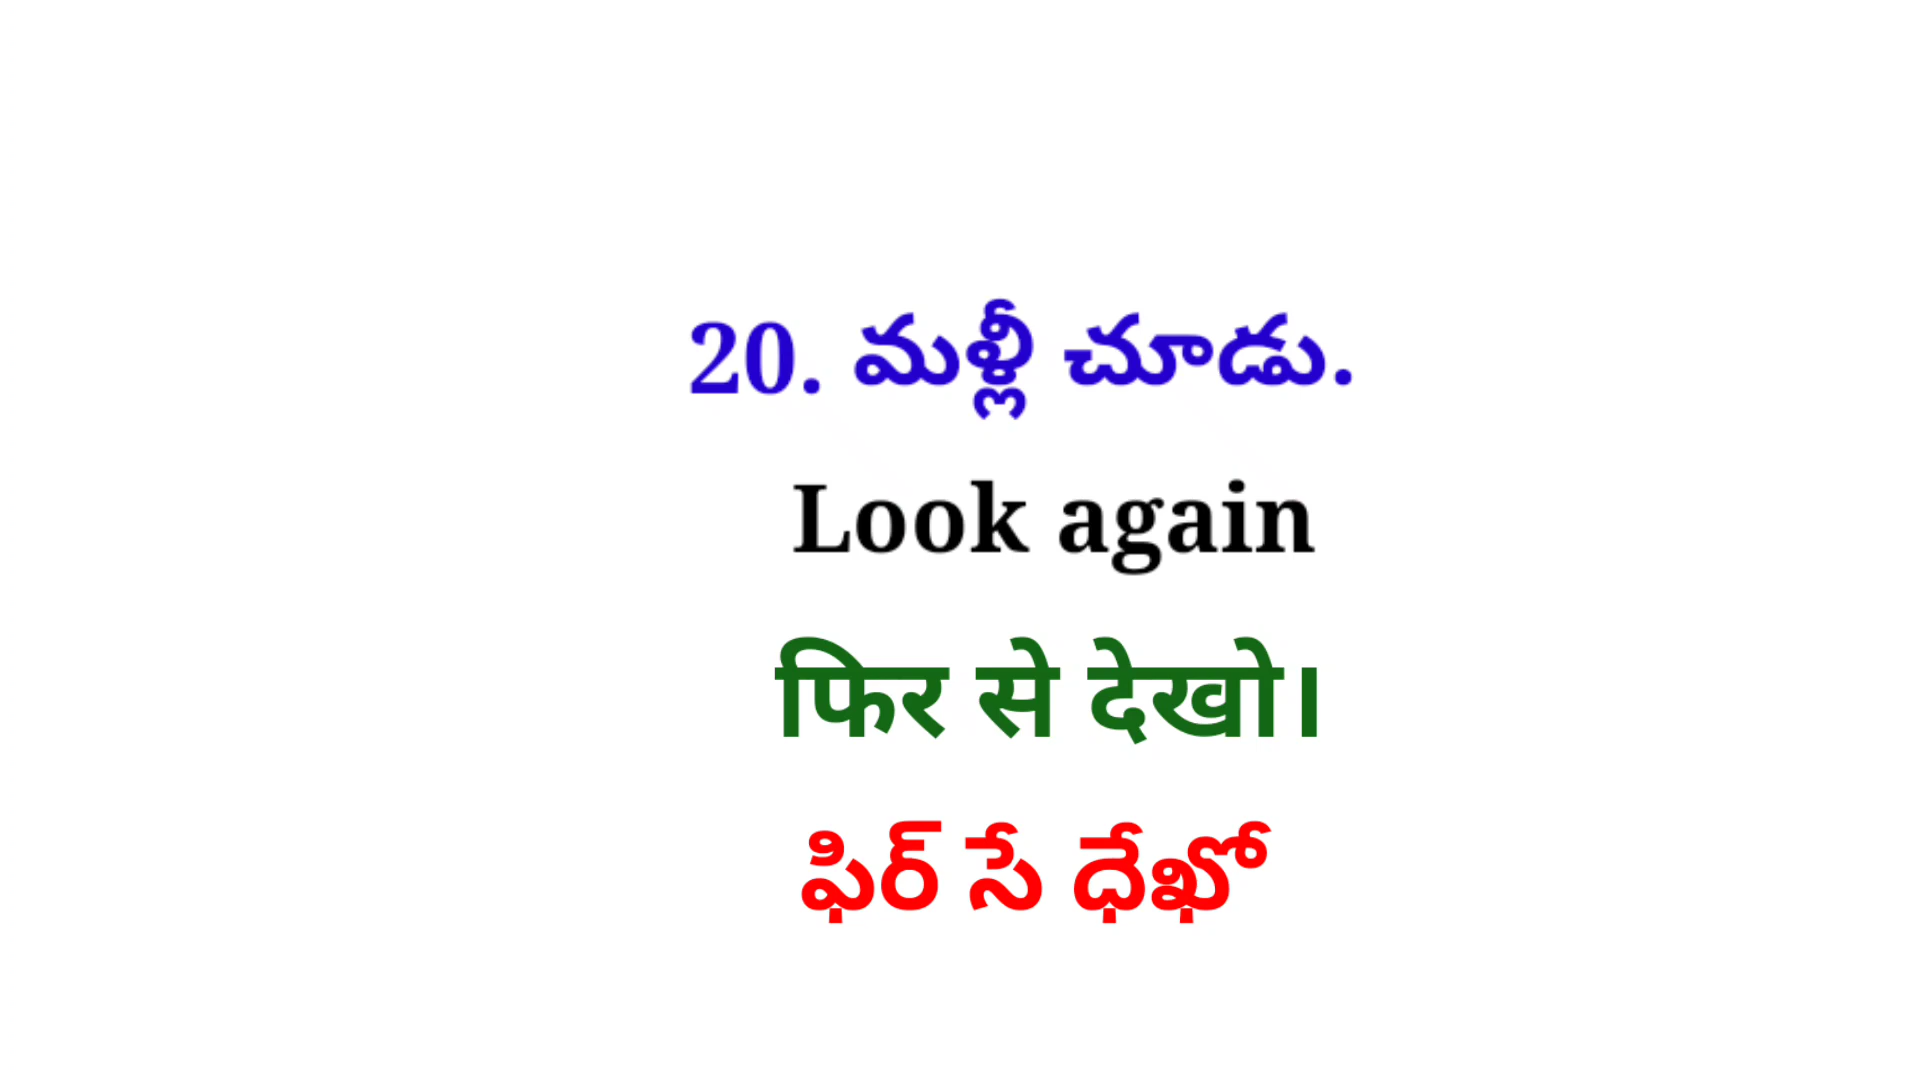 20. మళ్లీ చూడు.
Look again
फिर से देखो।
ఫిర్ సే ధేఖో